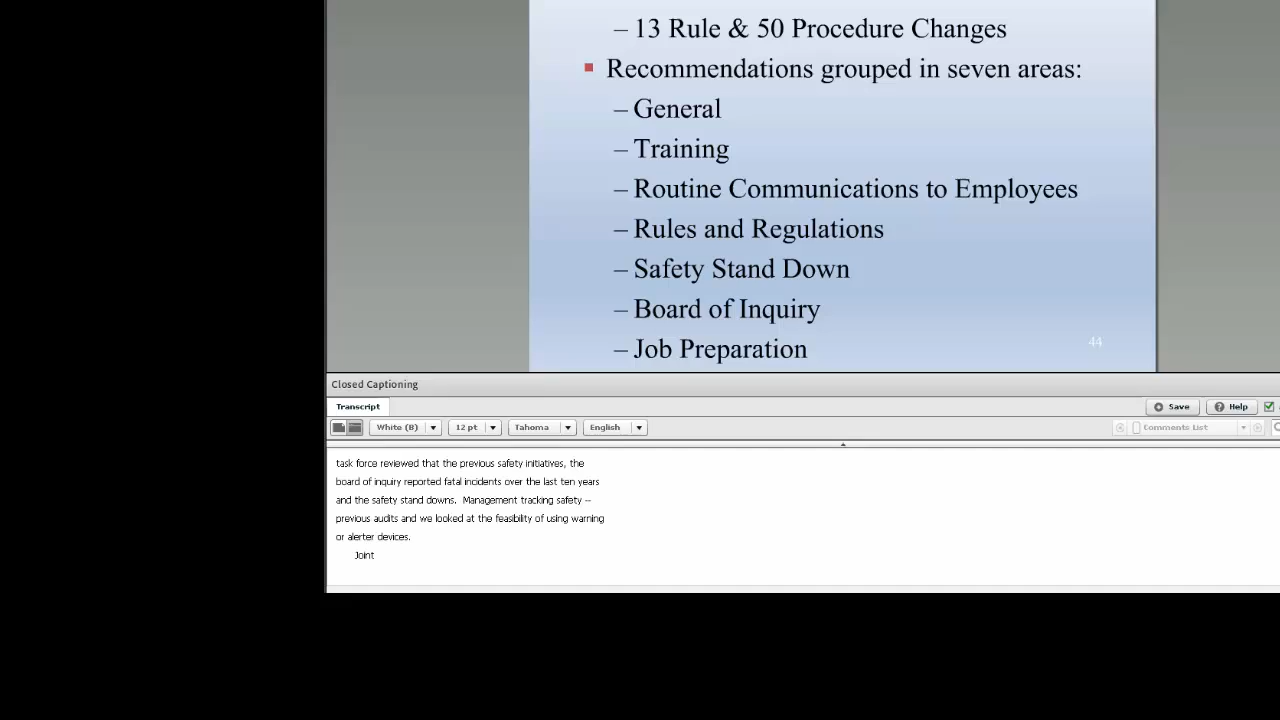 – 13 Rule & 50 Procedure Changes
Recommendations grouped in seven areas:
– General
– Training
– Routine Communications to Employees
– Rules and Regulations
– Safety Stand Down
– Board of Inquiry
– Job Preparation
44
Closed Captioning
Transcript
Save
Help
White (8)
12 pt
Tahoma
English
Comments List
task force reviewed that the previous safety initiatives, the
board of inquiry reported fatal incidents over the last ten years
and the safety stand downs.  Management tracking safety --
previous audits and we looked at the feasibility of using warning
or alerter devices.
Joint